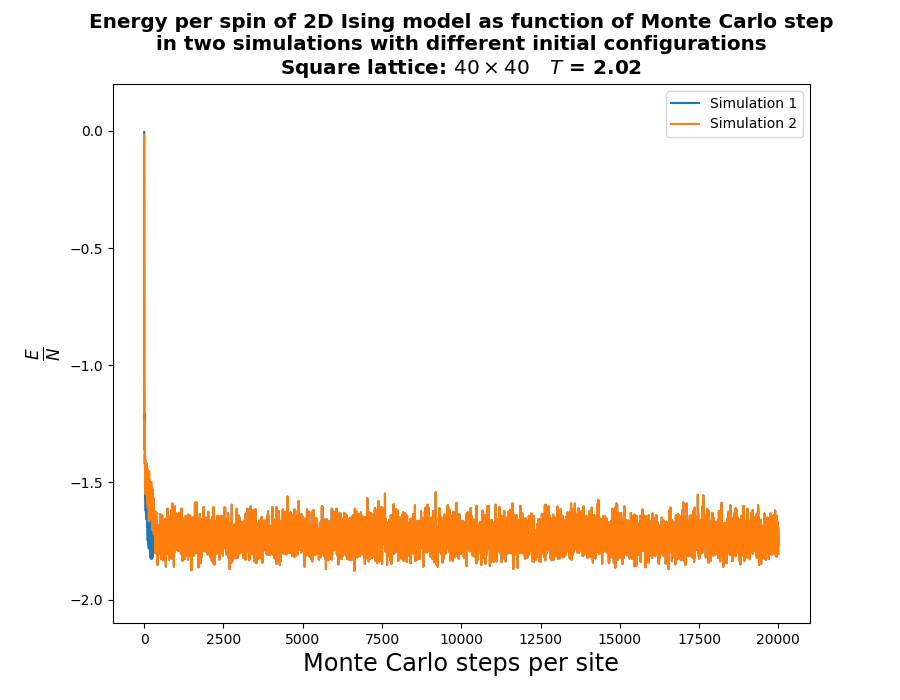 Energy per spin of 2D Ising model as function of Monte Carlo step
in two simulations with different initial configurations
Square lattice: 40 × 40 T = 2.02
Simulation 1
Simulation 2
0.0
−0.5
−1.0
−1.5
−2.0
E
N
0 2500 5000 7500 10000 12500 15000 17500 20000
Monte Carlo steps per site